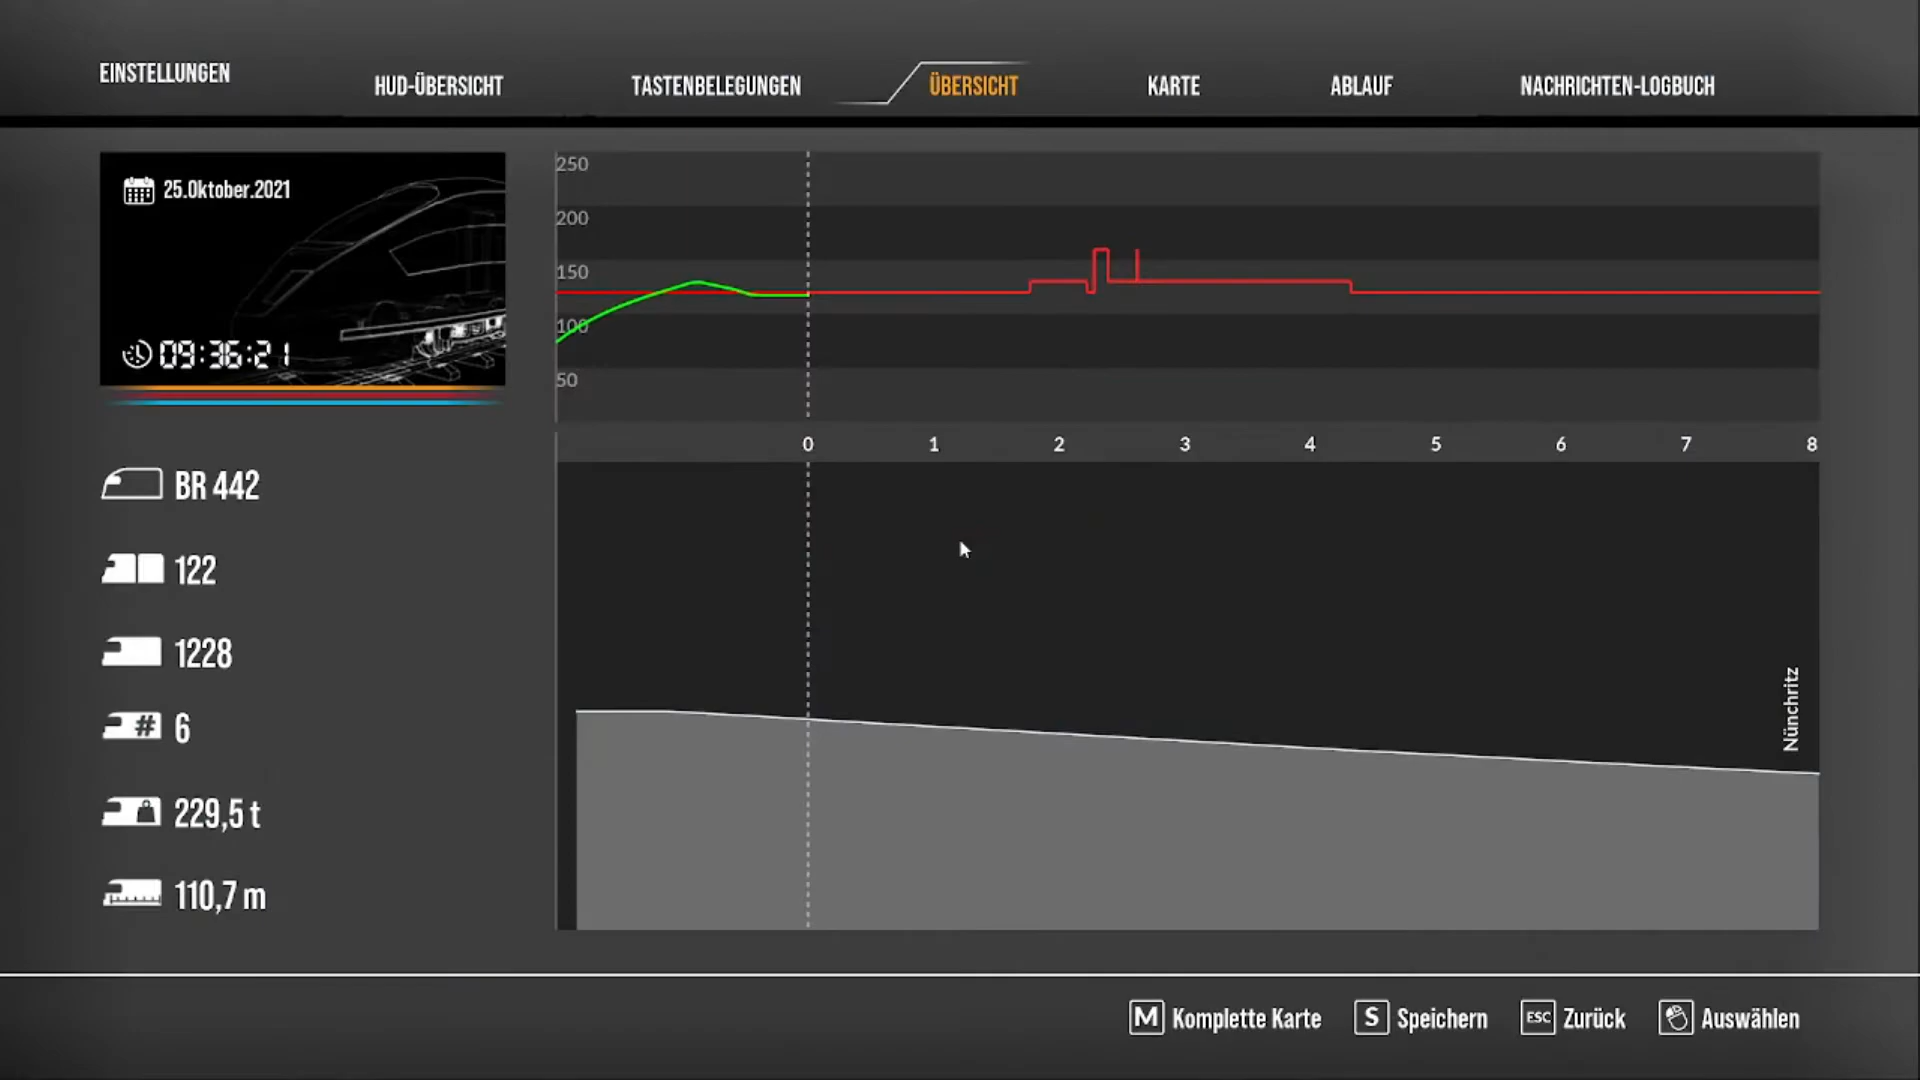 EINSTELLUNGEN
HUD-ÜBERSICHT
TASTENBELEGUNGEN
ÜBERSICHT
KARTE
ABLAUF
NACHRICHTEN-LOGBUCH
25.Oktober.2021
09:36:21
BR 442
122
1228
# 6
229,5 t
110,7 m
250
200
150
100
50
0 1 2 3 4 5 6 7 8
Nünchritz
M Komplette Karte
S Speichern
ESC Zurück
Auswählen